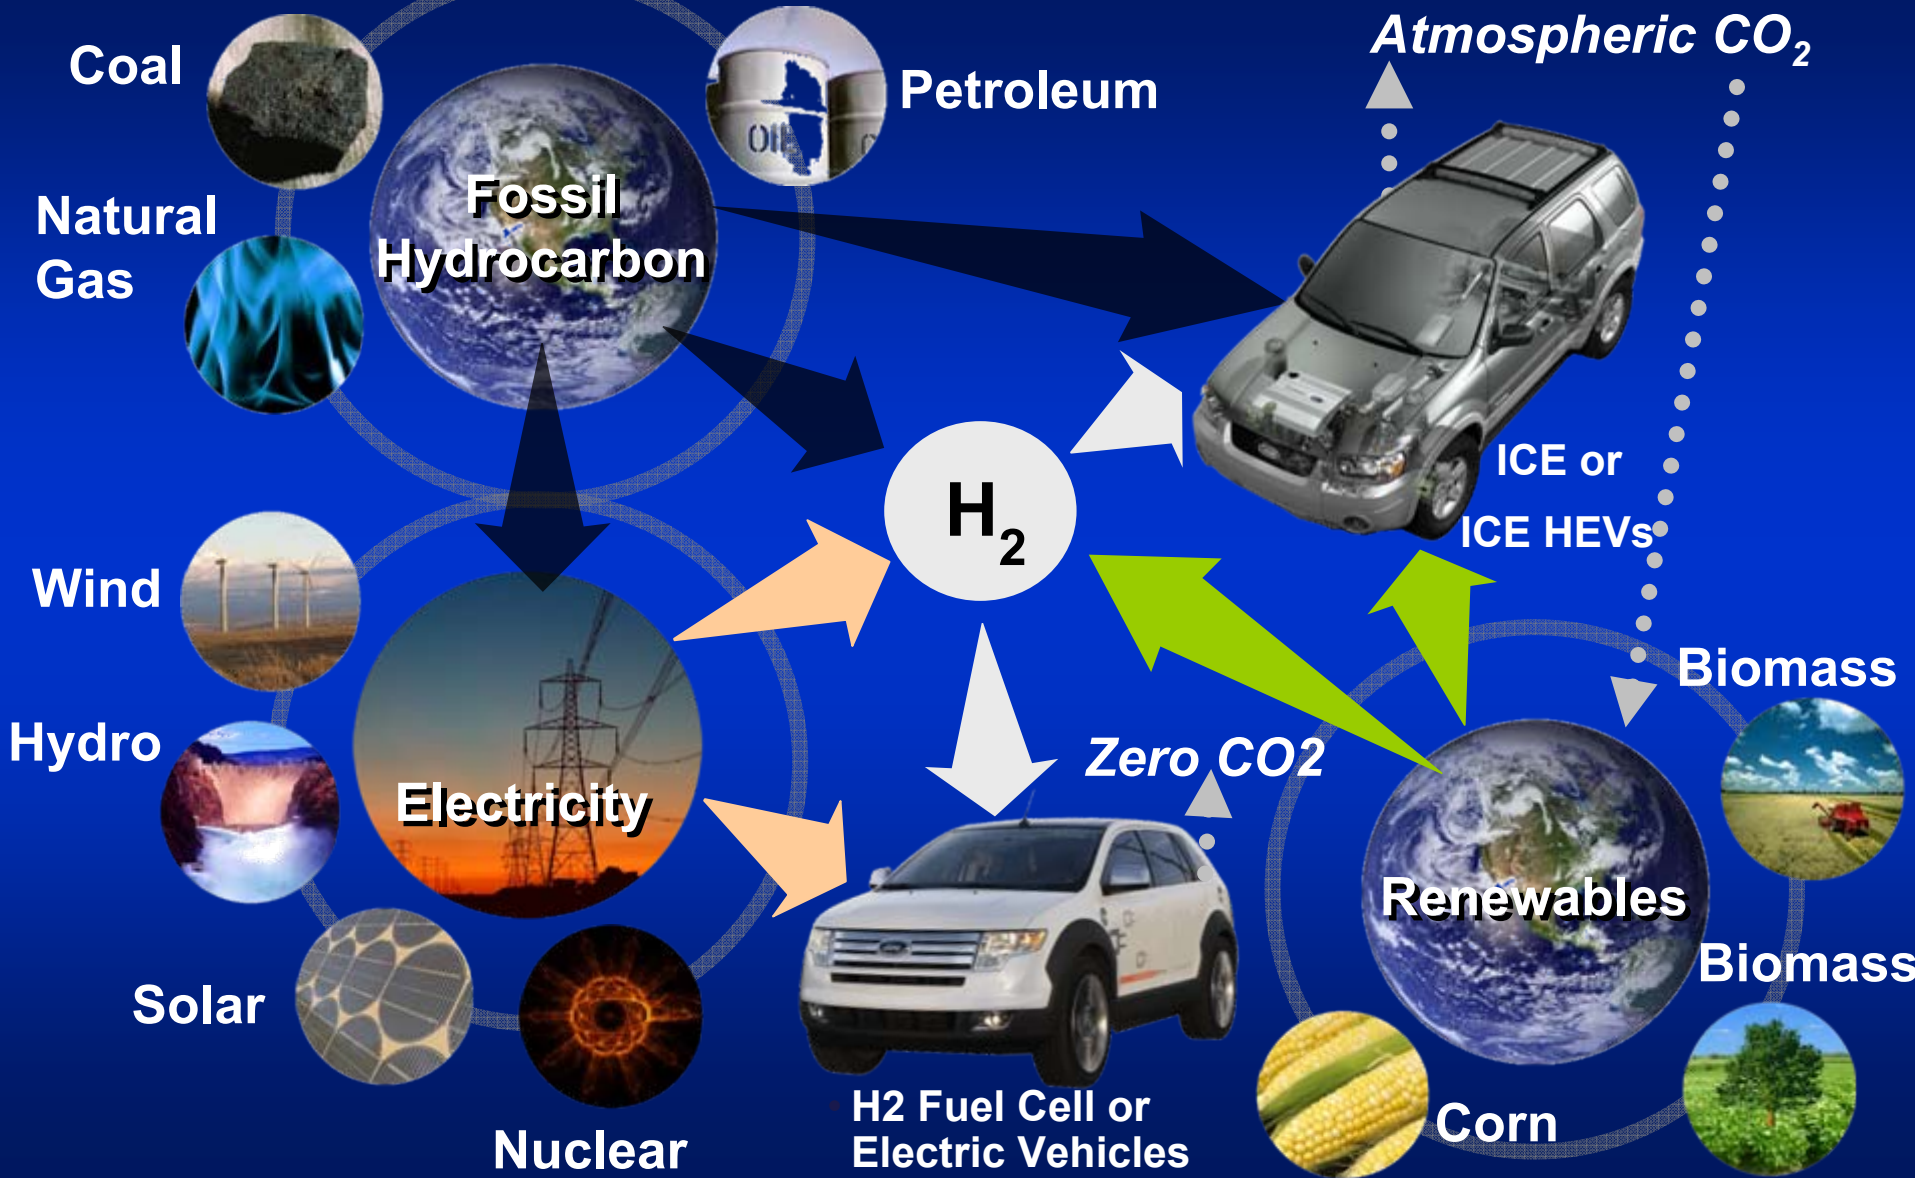 Coal
Petroleum
Atmospheric CO₂
Oil
Natural
Gas
Fossil
Hydrocarbon
H₂
ICE or
ICE HEVs
Wind
Hydro
Electricity
Zero CO2
Biomass
Renewables
Biomass
Solar
Nuclear
H2 Fuel Cell or
Electric Vehicles
Corn